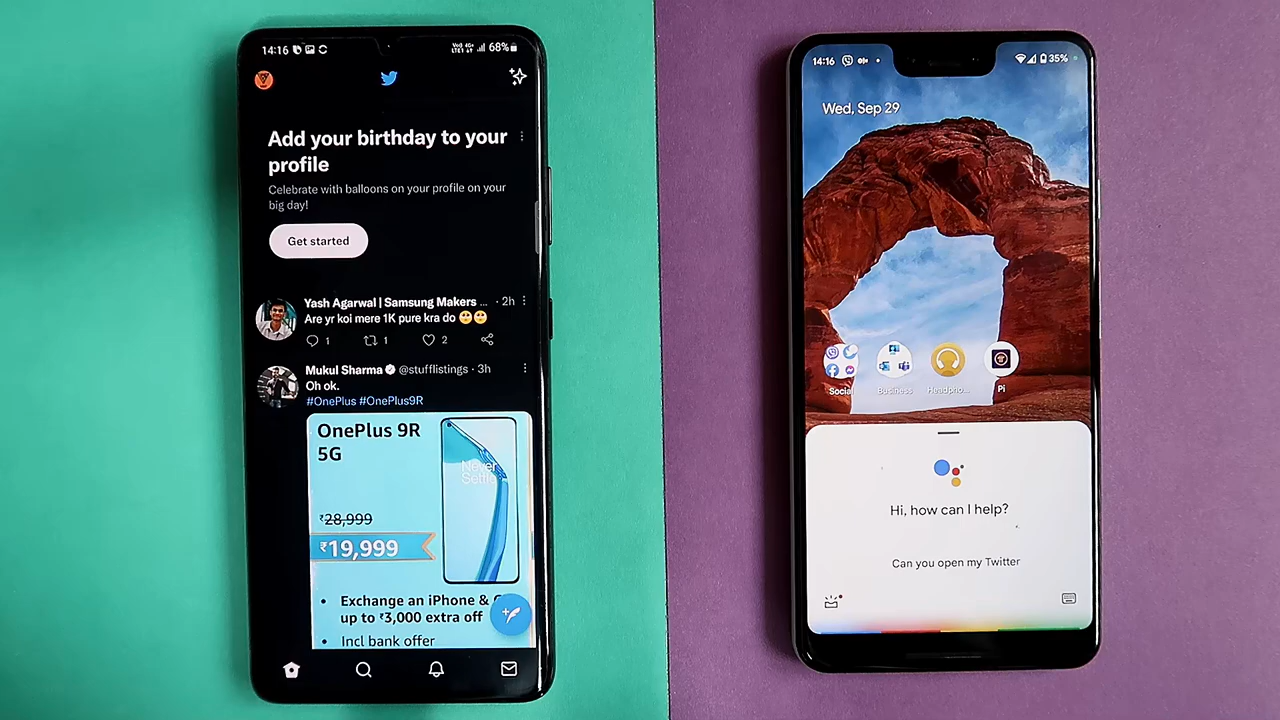 14:16
68%
Add your birthday to your
profile
Celebrate with balloons on your profile on your
big day!
Get started
Yash Agarwal | Samsung Makers ... · 2h
Are yr koi mere 1K pure kra do 🥺🥺
1 1 2
Mukul Sharma @stufflistings · 3h
Oh ok.
#OnePlus #OnePlus9R
OnePlus 9R
5G
Never
Settle
₹28,999
₹19,999
• Exchange an iPhone &
up to ₹3,000 extra off
• Incl bank offer
14:16
35%
Wed, Sep 29
Social Business Headpho... Pi
Hi, how can I help?
Can you open my Twitter